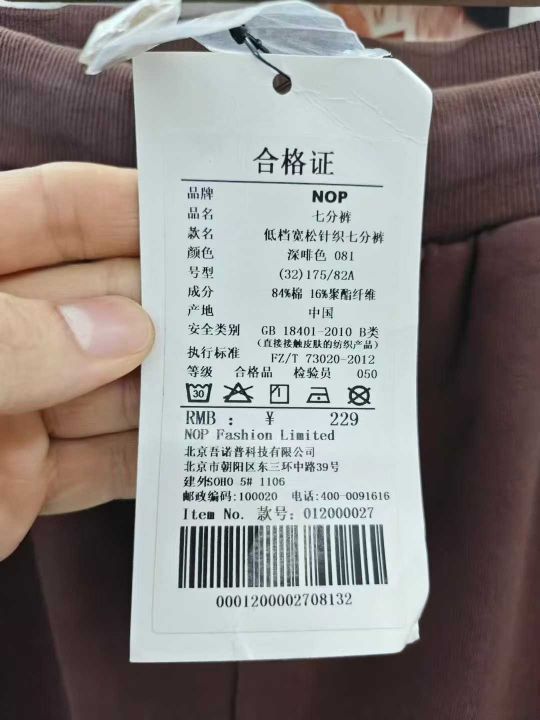 合格证
品牌 NOP
品名 七分裤
款名 低档宽松针织七分裤
颜色 深啡色 081
号型 (32)175/82A
成分 84%棉 16%聚酯纤维
产地 中国
安全类别 GB 18401-2010 B类
(直接接触皮肤的纺织产品)
执行标准 FZ/T 73020-2012
等级 合格品 检验员 050
30
RMB : ¥ 229
NOP Fashion Limited
北京吾诺普科技有限公司
北京市朝阳区东三环中路39号
建外SOHO 5# 1106
邮政编码:100020 电话:400-0091616
Item No. 款号: 012000027
0001200002708132